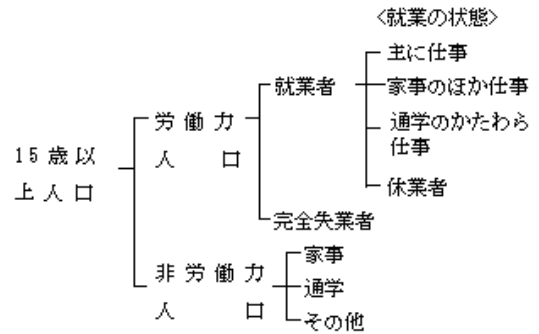 <就業の状態>
主に仕事
就業者
家事のほか仕事
労働力
人口
通学のかたわら
仕事
15歳以
上人口
休業者
完全失業者
家事
非労働力
人口
通学
その他